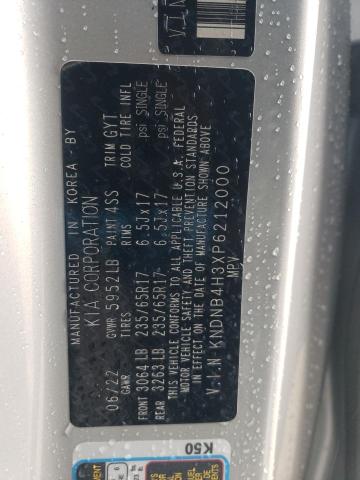 MANUFACTURED IN KOREA BY
KIA CORPORATION
06/22 GVWR 5952LB PAINT 4SS TRIM GYT
GAWR TIRES RIMS COLD TIRE INFL
FRONT 3064LB 235/65R17 6.5Jx17 psi SINGLE
REAR 3263LB 235/65R17 6.5Jx17 psi SINGLE
THIS VEHICLE CONFORMS TO ALL APPLICABLE U.S.A. FEDERAL
MOTOR VEHICLE SAFETY AND THEFT PREVENTION STANDARDS
IN EFFECT ON THE DATE OF MANUFACTURE SHOWN ABOVE
V.I.N KNDNB4H3XP6212000
MPV
V.I.N
K50